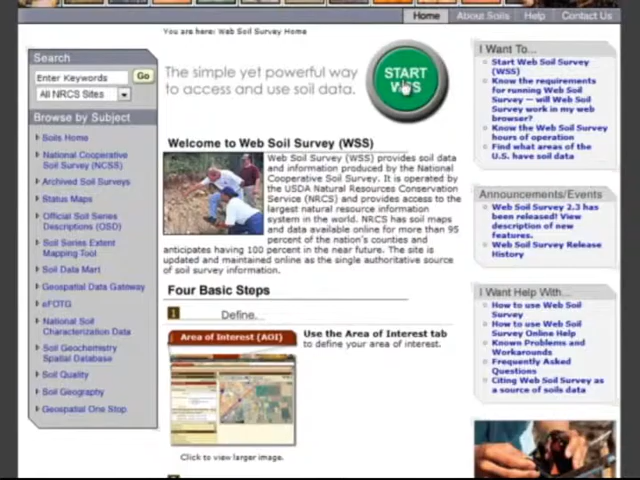 Home
About Soils
Help
Contact Us
You are here: Web Soil Survey Home
Search
Enter Keywords
Go
All NRCS Sites
Browse by Subject
Soils Home
National Cooperative
Soil Survey (NCSS)
Archived Soil Surveys
Status Maps
Official Soil Series
Descriptions (OSD)
Soil Series Extent
Mapping Tool
Soil Data Mart
Geospatial Data Gateway
eFOTG
National Soil
Characterization Data
Soil Geochemistry
Spatial Database
Soil Quality
Soil Geography
Geospatial One Stop
The simple yet powerful way
to access and use soil data.
START
WSS
Welcome to Web Soil Survey (WSS)
Web Soil Survey (WSS) provides soil data
and information produced by the National
Cooperative Soil Survey. It is operated by
the USDA Natural Resources Conservation
Service (NRCS) and provides access to the
largest natural resource information
system in the world. NRCS has soil maps
and data available online for more than 95
percent of the nation's counties and
anticipates having 100 percent in the near future. The site is
updated and maintained online as the single authoritative source
of soil survey information.
Four Basic Steps
1
Define.
Area of Interest (AOI)
Use the Area of Interest tab
to define your area of interest.
Click to view larger image.
I Want To...
Start Web Soil Survey
(WSS)
Know the requirements
for running Web Soil
Survey — will Web Soil
Survey work in my web
browser?
Know the Web Soil Survey
hours of operation
Find what areas of the
U.S. have soil data
Announcements/Events
Web Soil Survey 2.3 has
been released! View
description of new
features.
Web Soil Survey Release
History
I Want Help With...
How to use Web Soil
Survey
How to use Web Soil
Survey Online Help
Known Problems and
Workarounds
Frequently Asked
Questions
Citing Web Soil Survey as
a source of soils data